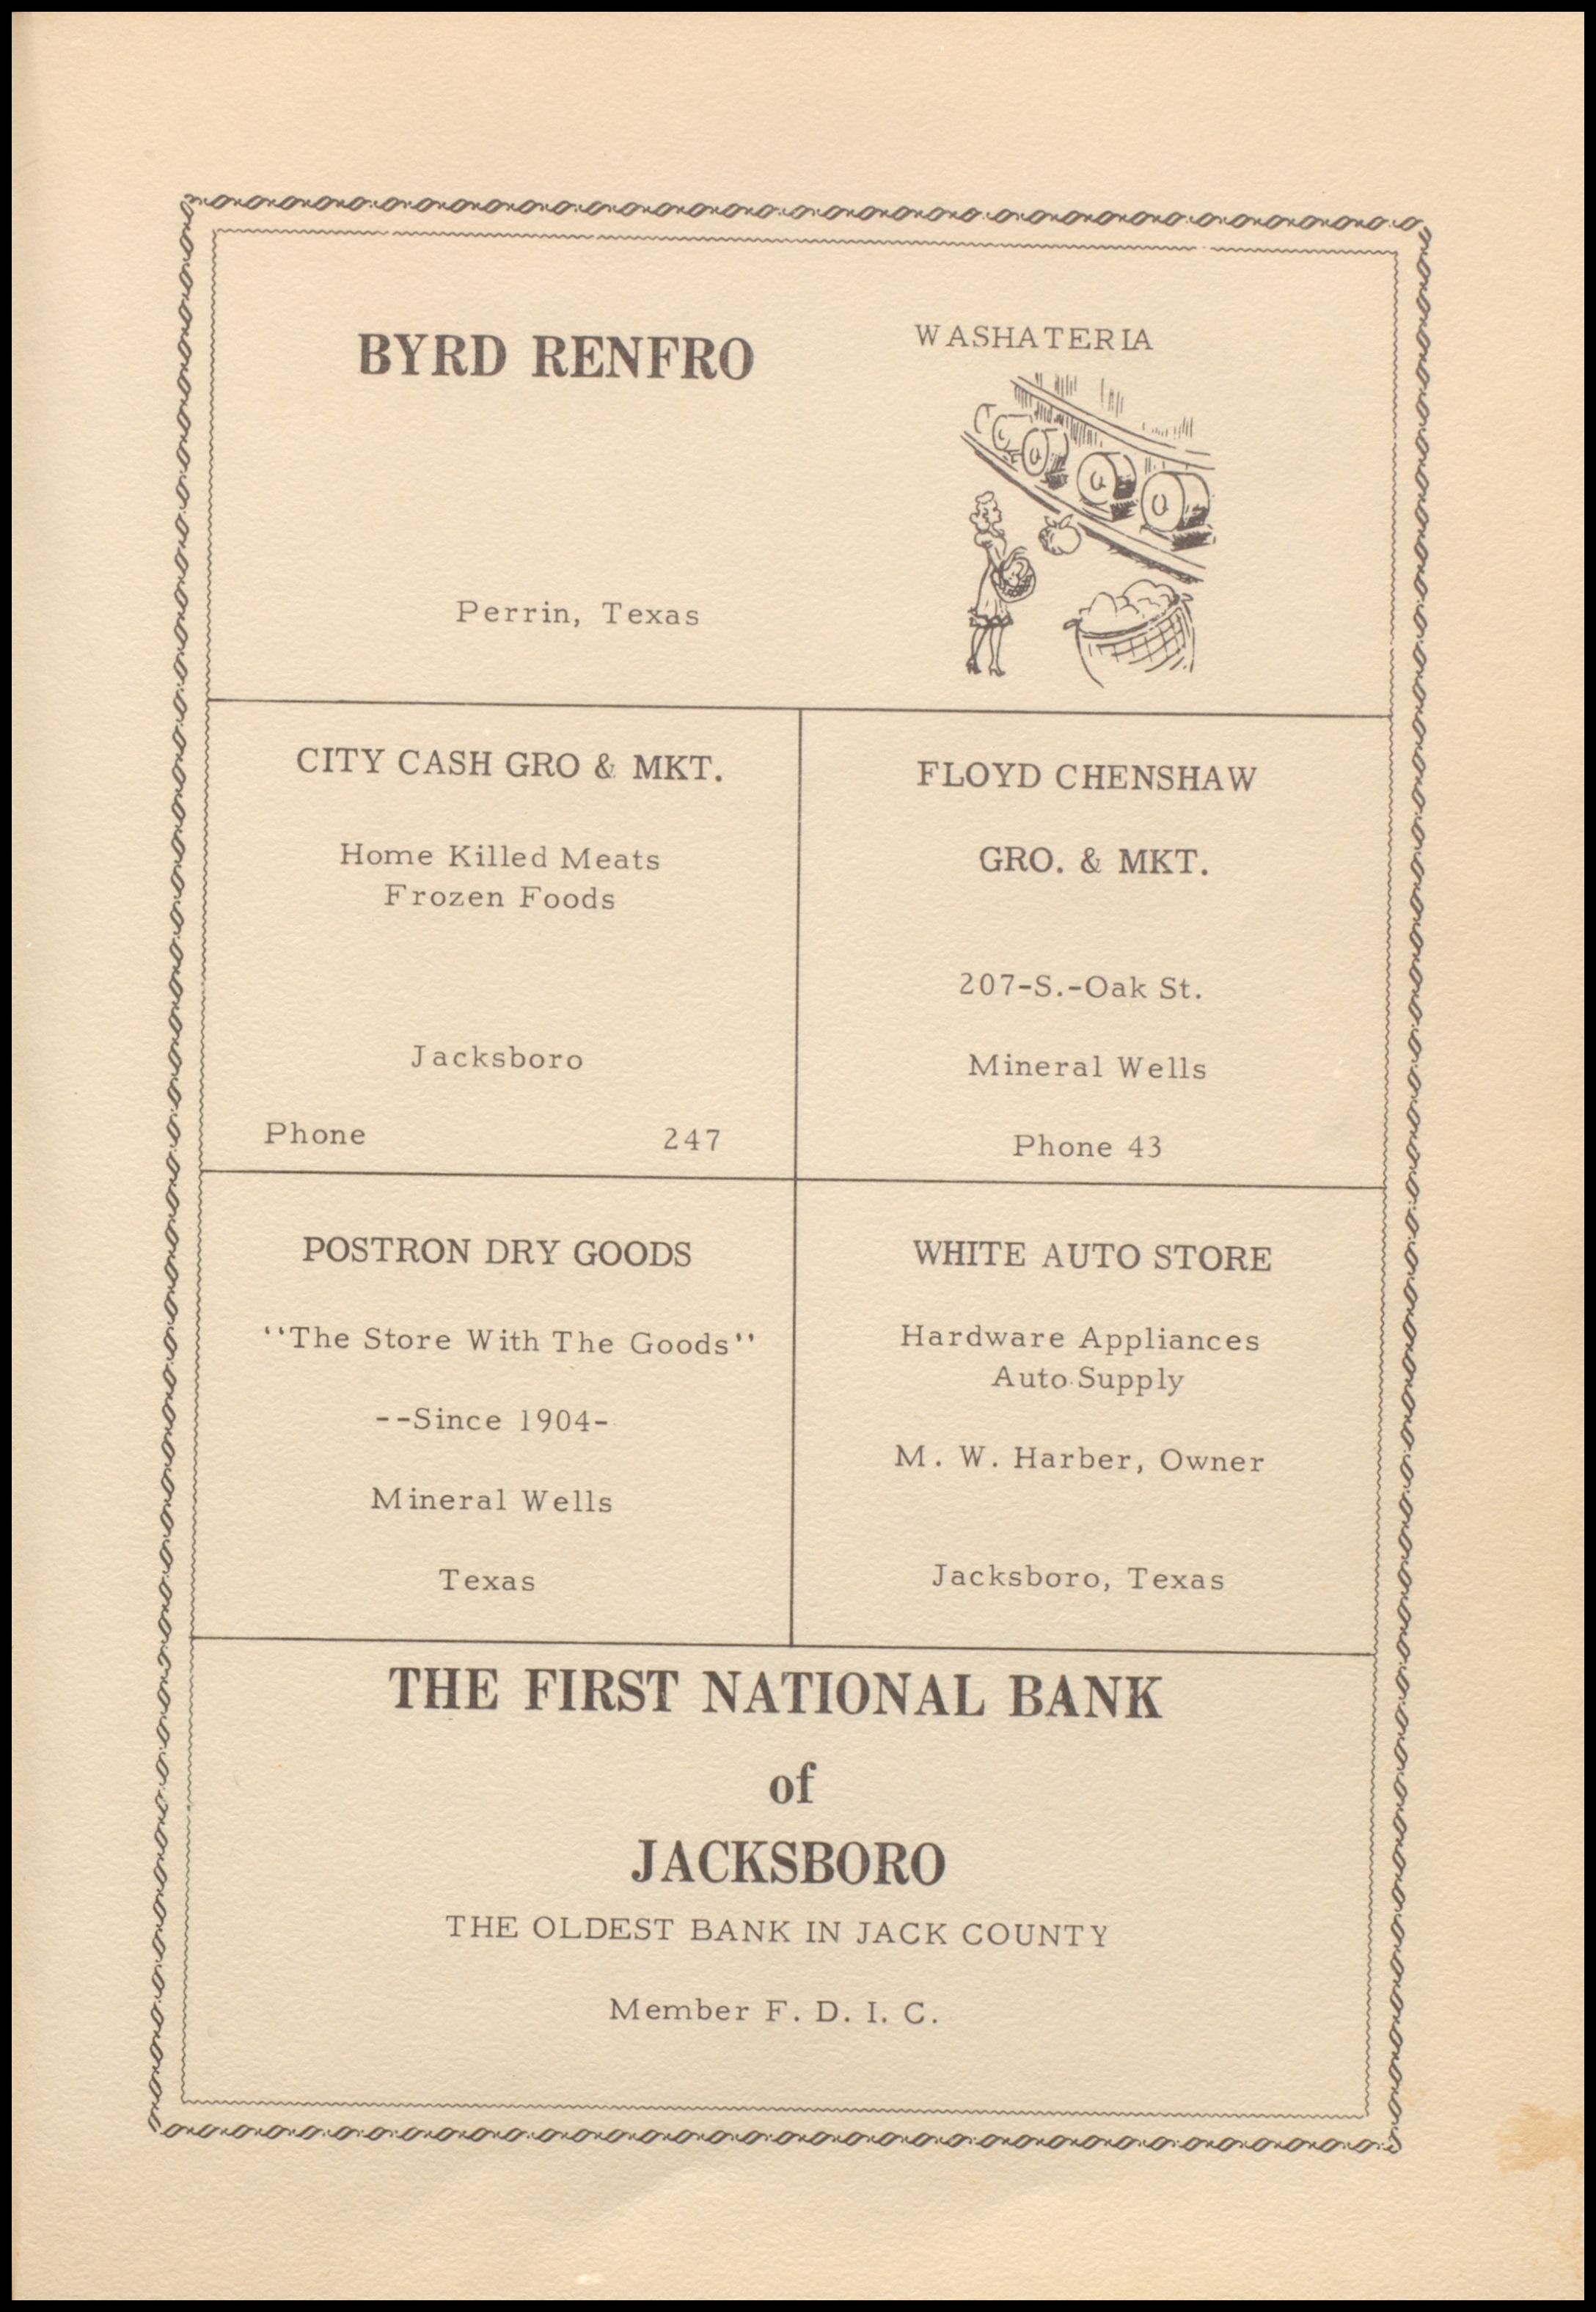 BYRD RENFRO
WASHATERIA
Perrin, Texas
CITY CASH GRO & MKT.
Home Killed Meats
Frozen Foods
Jacksboro
Phone 247
FLOYD CHENSHAW
GRO. & MKT.
207-S.-Oak St.
Mineral Wells
Phone 43
POSTRON DRY GOODS
"The Store With The Goods"
--Since 1904-
Mineral Wells
Texas
WHITE AUTO STORE
Hardware Appliances
Auto Supply
M. W. Harber, Owner
Jacksboro, Texas
THE FIRST NATIONAL BANK
of
JACKSBORO
THE OLDEST BANK IN JACK COUNTY
Member F. D. I. C.